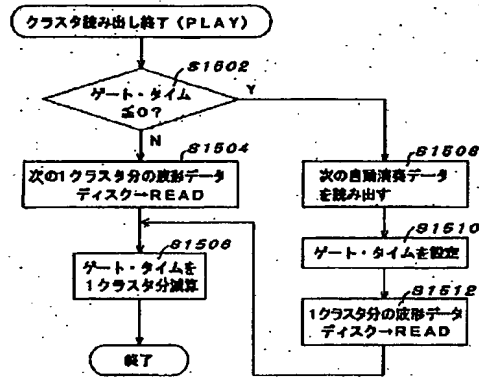 クラスタ読み出し終了(PLAY)
S1502
ゲート・タイム
≦0?
Y
N
S1504
次の1クラスタ分の波形データ
ディスク→READ
S1506
ゲート・タイムを
1クラスタ分減算
終了
S1508
次の自動演奏データ
を読み出す
S1510
ゲート・タイムを設定
S1512
1クラスタ分の波形データ
ディスク→READ